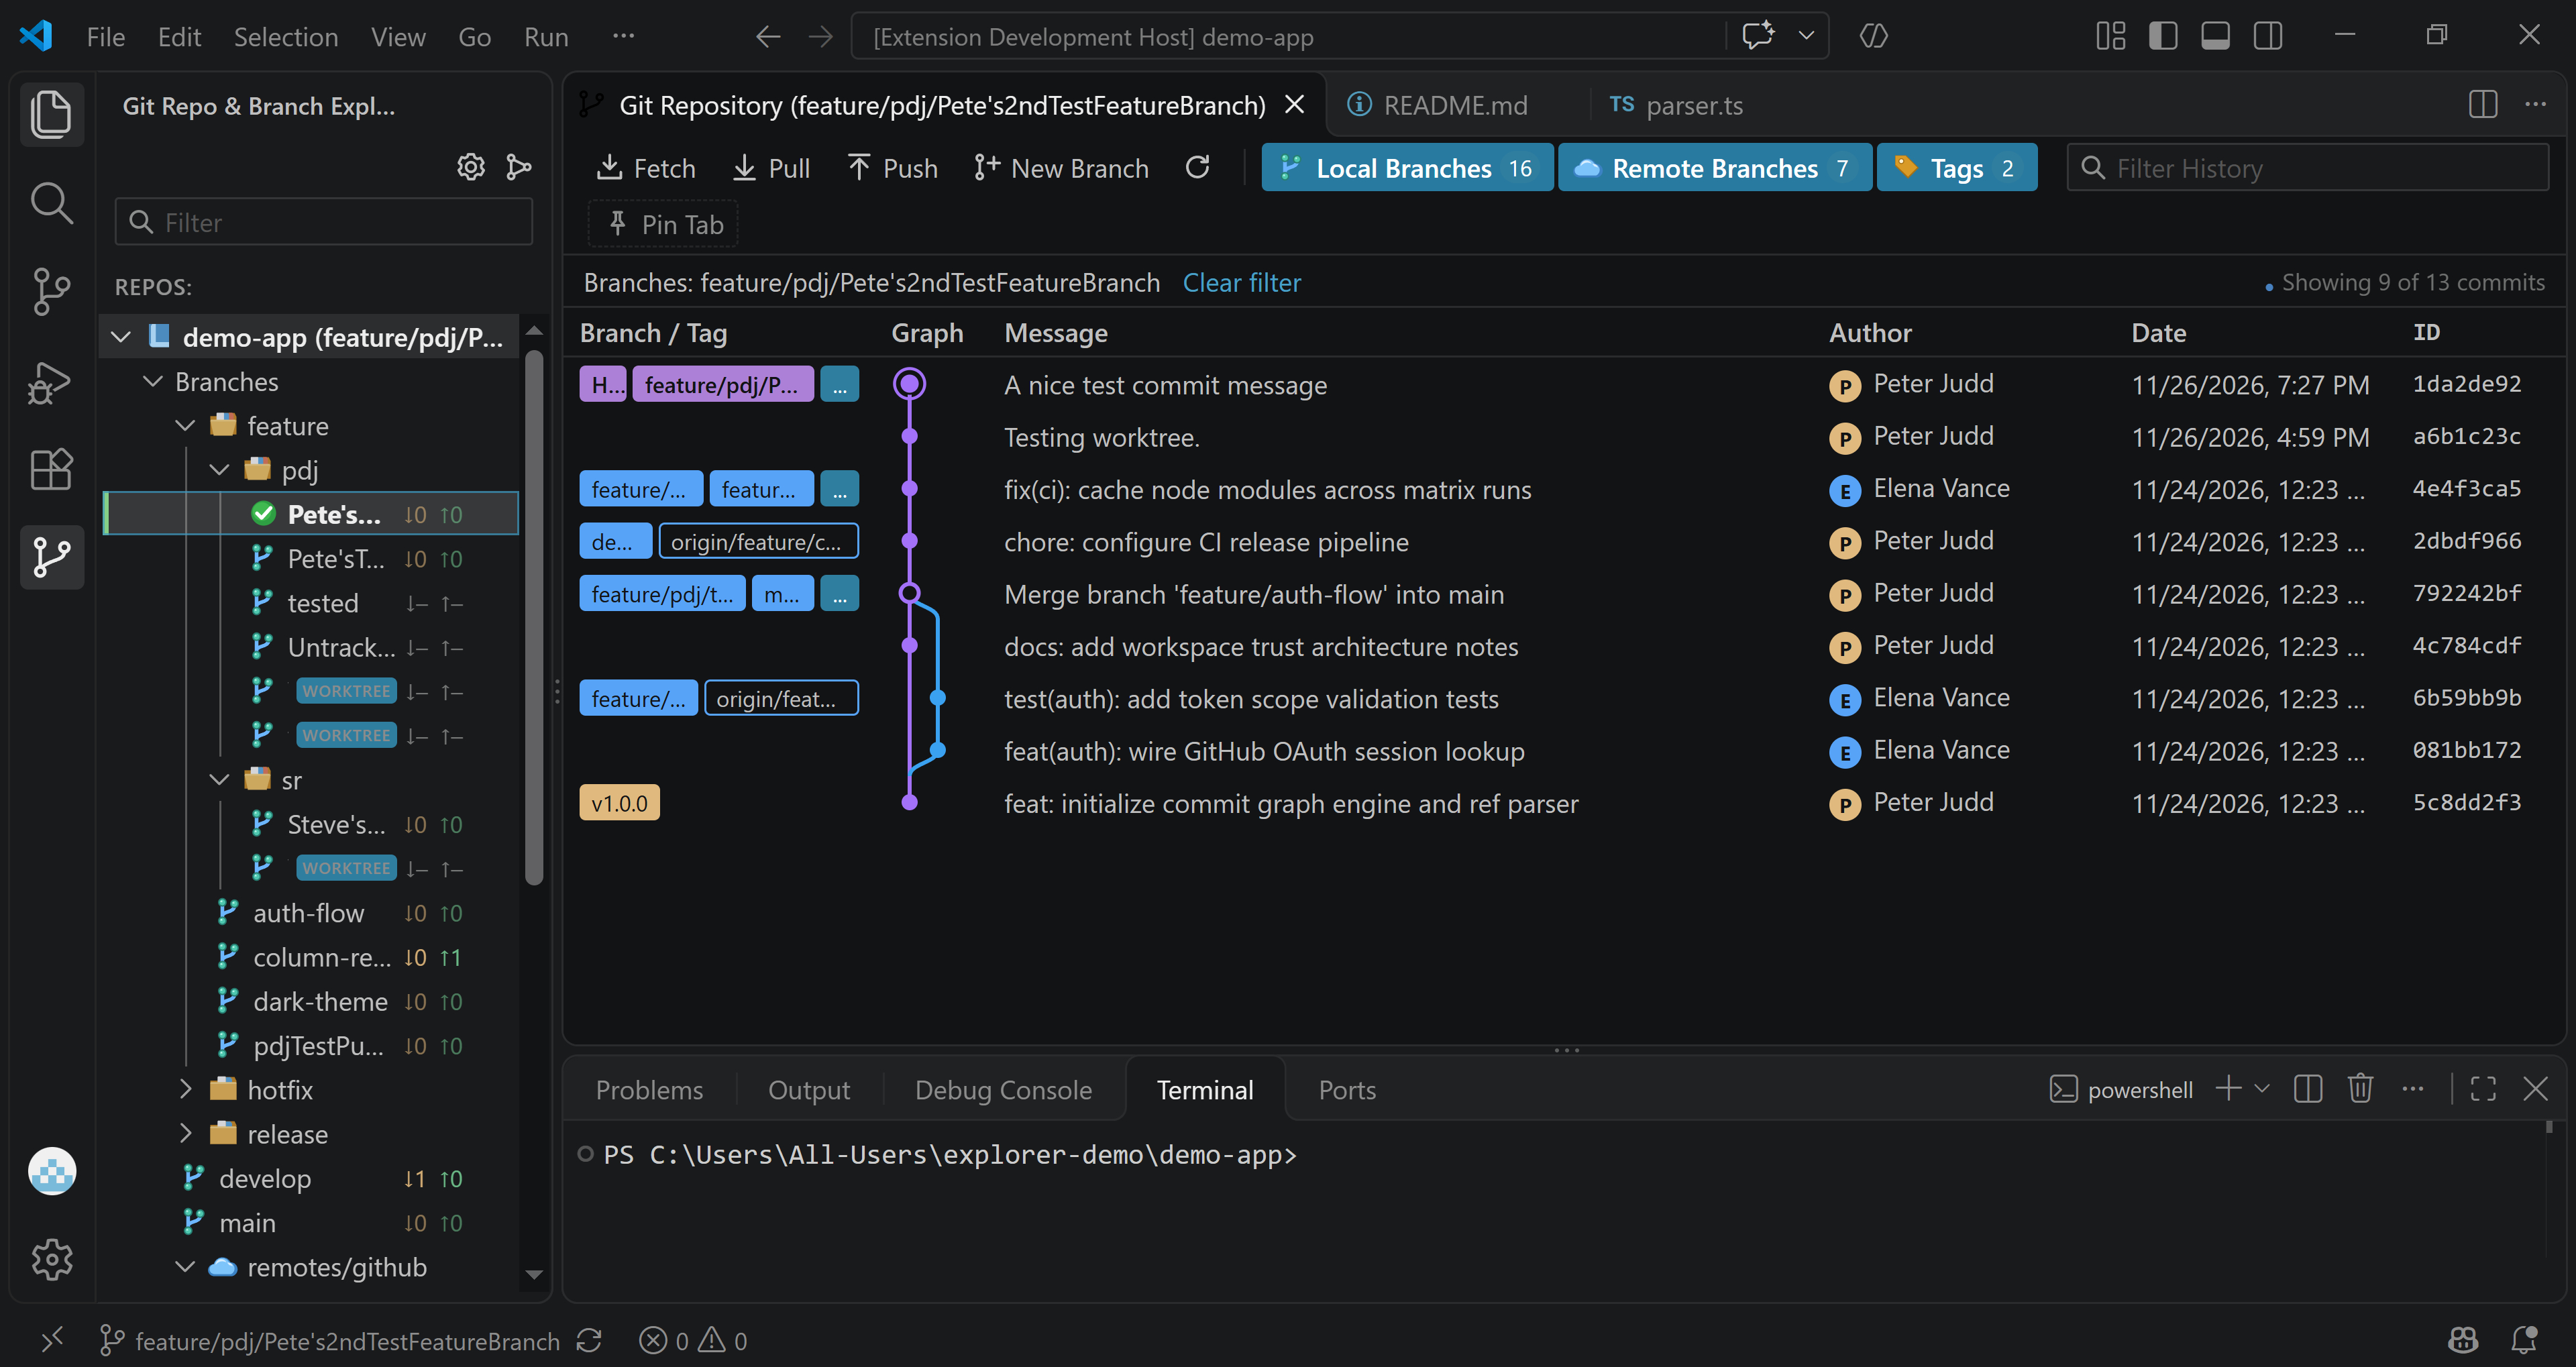 File Edit Selection View Go Run ··· [Extension Development Host] demo-app
Git Repo & Branch Expl...
Filter
REPOS:
demo-app (feature/pdj/P...
Branches
feature
pdj
Pete's... ↓0 ↑0
Pete'sT... ↓0 ↑0
tested ↓– ↑–
Untrack... ↓– ↑–
WORKTREE ↓– ↑–
WORKTREE ↓– ↑–
sr
Steve's... ↓0 ↑0
WORKTREE ↓– ↑–
auth-flow ↓0 ↑0
column-re... ↓0 ↑1
dark-theme ↓0 ↑0
pdjTestPu... ↓0 ↑0
hotfix
release
develop ↓1 ↑0
main ↓0 ↑0
remotes/github
Git Repository (feature/pdj/Pete's2ndTestFeatureBranch) README.md TS parser.ts
Fetch Pull Push New Branch Local Branches 16 Remote Branches 7 Tags 2 Filter History
Pin Tab
Branches: feature/pdj/Pete's2ndTestFeatureBranch Clear filter Showing 9 of 13 commits
Branch / Tag Graph Message Author Date ID
H... feature/pdj/P... ... A nice test commit message P Peter Judd 11/26/2026, 7:27 PM 1da2de92
Testing worktree. P Peter Judd 11/26/2026, 4:59 PM a6b1c23c
feature/... featur... ... fix(ci): cache node modules across matrix runs E Elena Vance 11/24/2026, 12:23 ... 4e4f3ca5
de... origin/feature/c... chore: configure CI release pipeline P Peter Judd 11/24/2026, 12:23 ... 2dbdf966
feature/pdj/t... m... ... Merge branch 'feature/auth-flow' into main P Peter Judd 11/24/2026, 12:23 ... 792242bf
docs: add workspace trust architecture notes P Peter Judd 11/24/2026, 12:23 ... 4c784cdf
feature/... origin/feat... test(auth): add token scope validation tests E Elena Vance 11/24/2026, 12:23 ... 6b59bb9b
feat(auth): wire GitHub OAuth session lookup E Elena Vance 11/24/2026, 12:23 ... 081bb172
v1.0.0 feat: initialize commit graph engine and ref parser P Peter Judd 11/24/2026, 12:23 ... 5c8dd2f3
Problems Output Debug Console Terminal Ports powershell
PS C:\Users\All-Users\explorer-demo\demo-app>
feature/pdj/Pete's2ndTestFeatureBranch 0 0